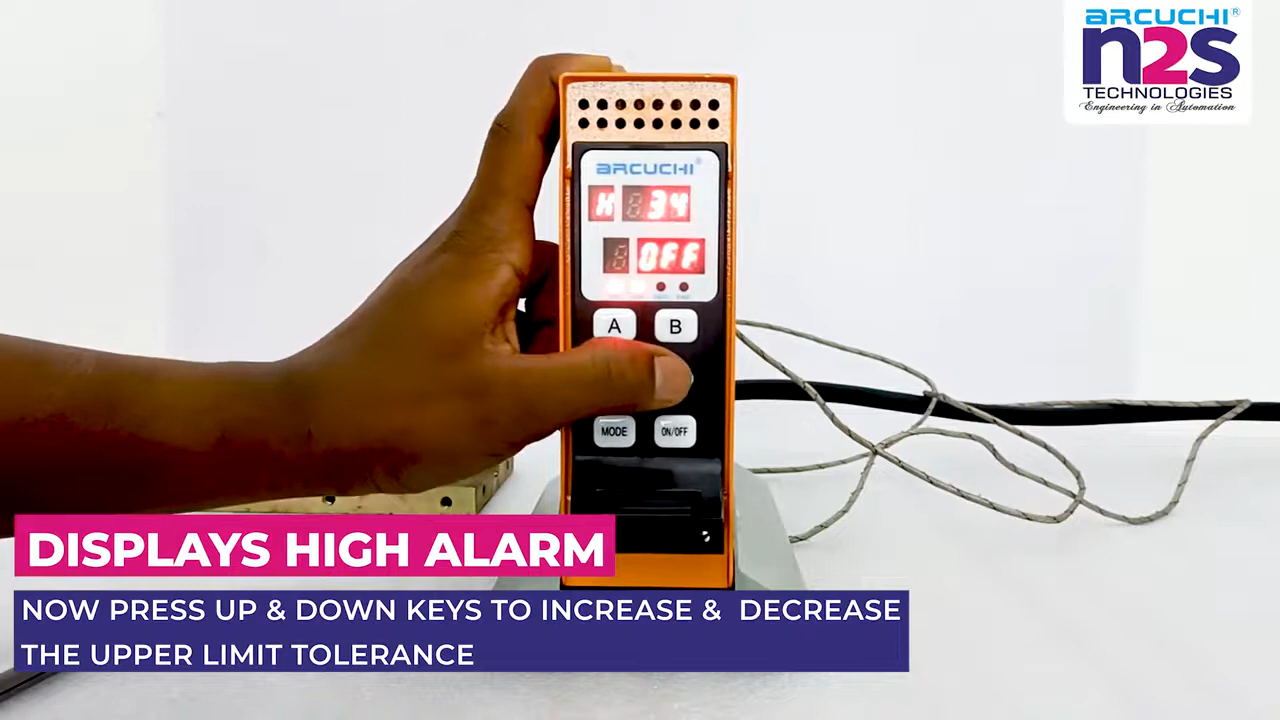 ARCUCHI®
n2s
TECHNOLOGIES
Engineering in Automation
ARCUCHI®
H 34
OFF
A B
MODE ON/OFF
DISPLAYS HIGH ALARM
NOW PRESS UP & DOWN KEYS TO INCREASE & DECREASE
THE UPPER LIMIT TOLERANCE